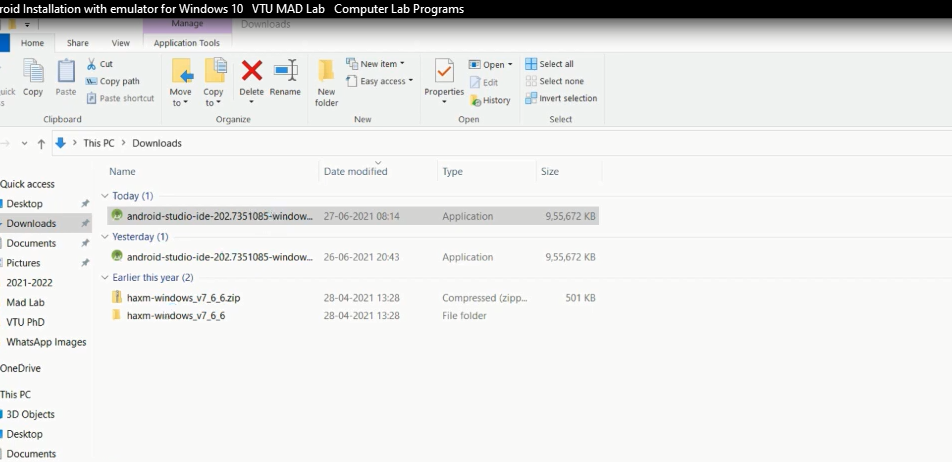 roid Installation with emulator for Windows 10 VTU MAD Lab Computer Lab Programs
Manage Downloads
Home Share View Application Tools
Copy Paste Cut Copy path Paste shortcut
Move to Copy to Delete Rename
New folder New item Easy access
Properties Open Edit History
Select all Select none Invert selection
Clipboard Organize New Open Select
This PC > Downloads
Name Date modified Type Size
Quick access
Desktop
Downloads
Documents
Pictures
2021-2022
Mad Lab
VTU PhD
WhatsApp Images
OneDrive
This PC
3D Objects
Desktop
Documents
Today (1)
android-studio-ide-202.7351085-window... 27-06-2021 08:14 Application 9,55,672 KB
Yesterday (1)
android-studio-ide-202.7351085-window... 26-06-2021 20:43 Application 9,55,672 KB
Earlier this year (2)
haxm-windows_v7_6_6.zip 28-04-2021 13:28 Compressed (zipp... 501 KB
haxm-windows_v7_6_6 28-04-2021 13:28 File folder